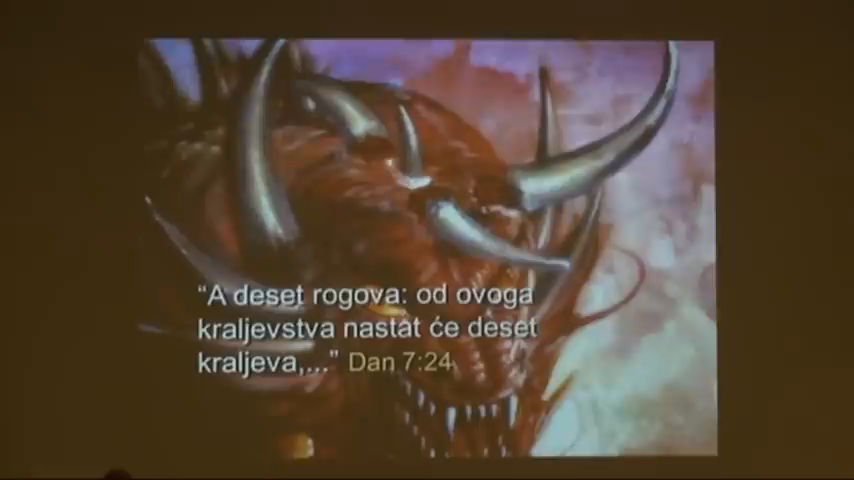 “A deset rogova: od ovoga
kraljevstva nastat će deset
kraljeva,...” Dan 7:24